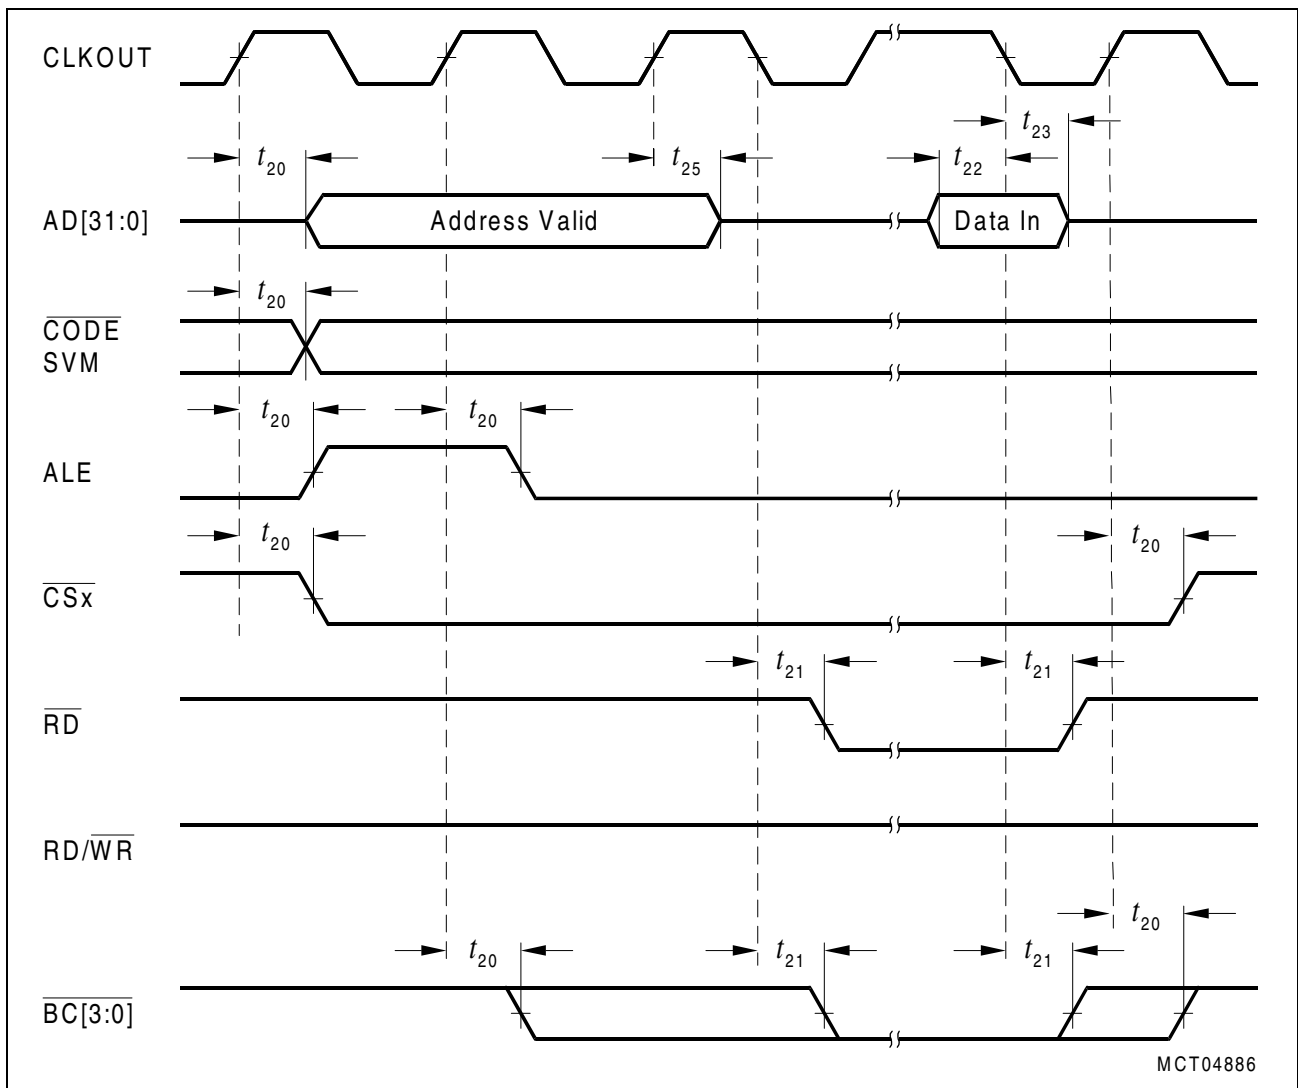 CLKOUT
t23
t20 t25 t22
AD[31:0] Address Valid Data In
t20
CODE
SVM
t20 t20
ALE
t20 t20
CSx
t21 t21
RD
RD/WR
t20
t20 t21 t21
BC[3:0]
MCT04886